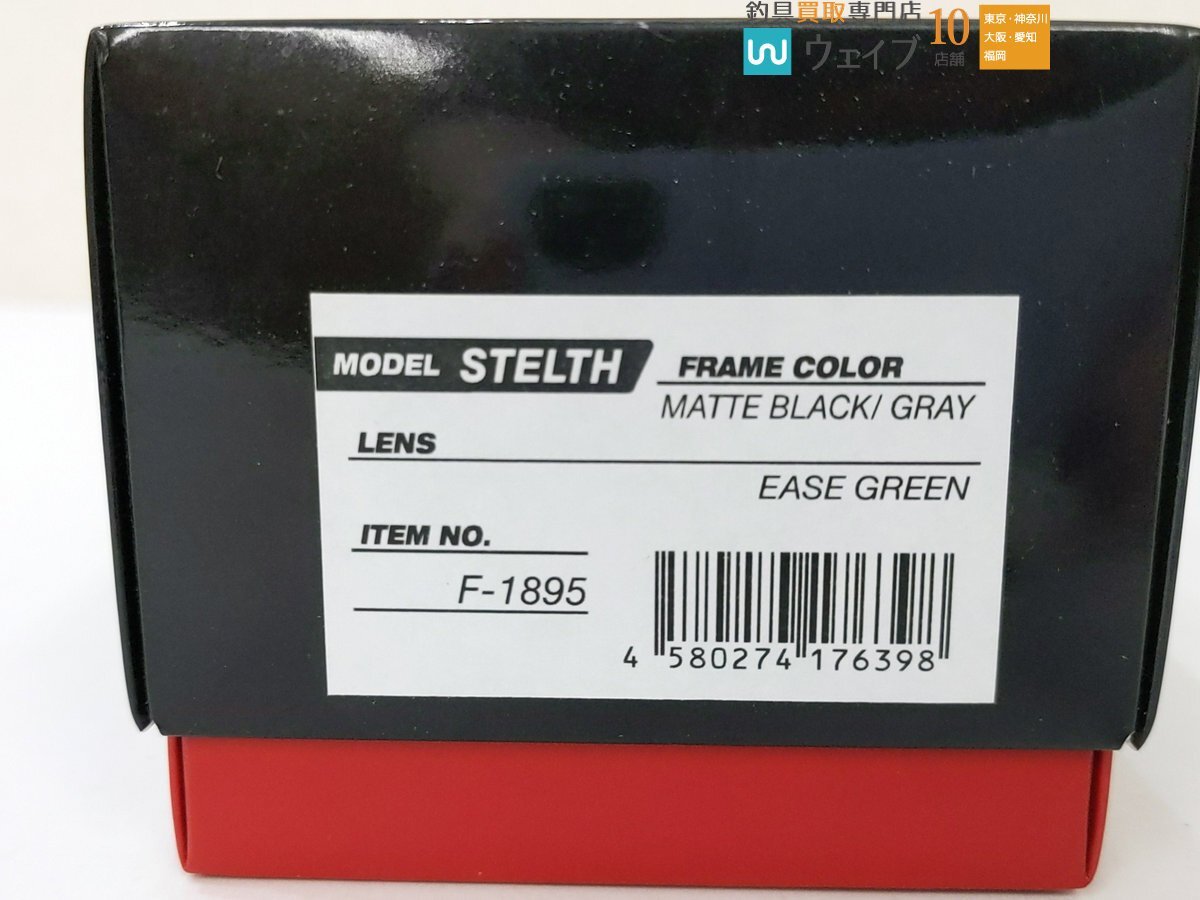 釣具買取専門店
ウェイブ
10
店舗
東京・神奈川
大阪・愛知
福岡
MODEL STELTH
FRAME COLOR
MATTE BLACK/ GRAY
LENS
EASE GREEN
ITEM NO.
F-1895
4 580274 176398